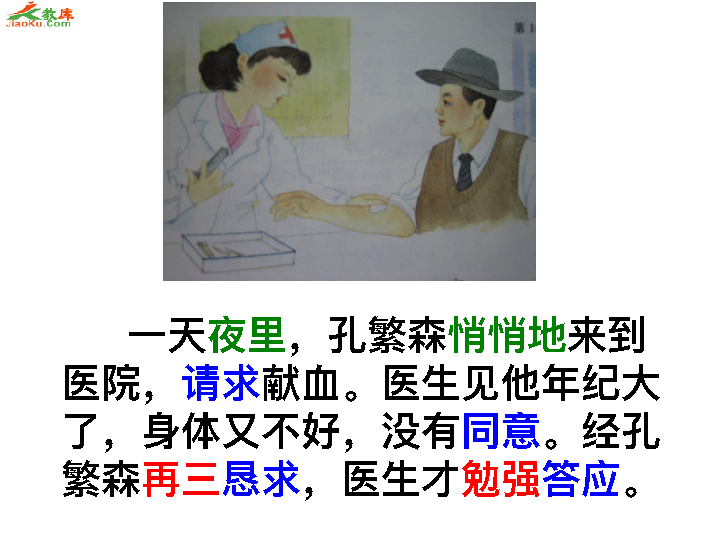 教库
JiaoKu.Com
第1
一天夜里，孔繁森悄悄地来到
医院，请求献血。医生见他年纪大
了，身体又不好，没有同意。经孔
繁森再三恳求，医生才勉强答应。